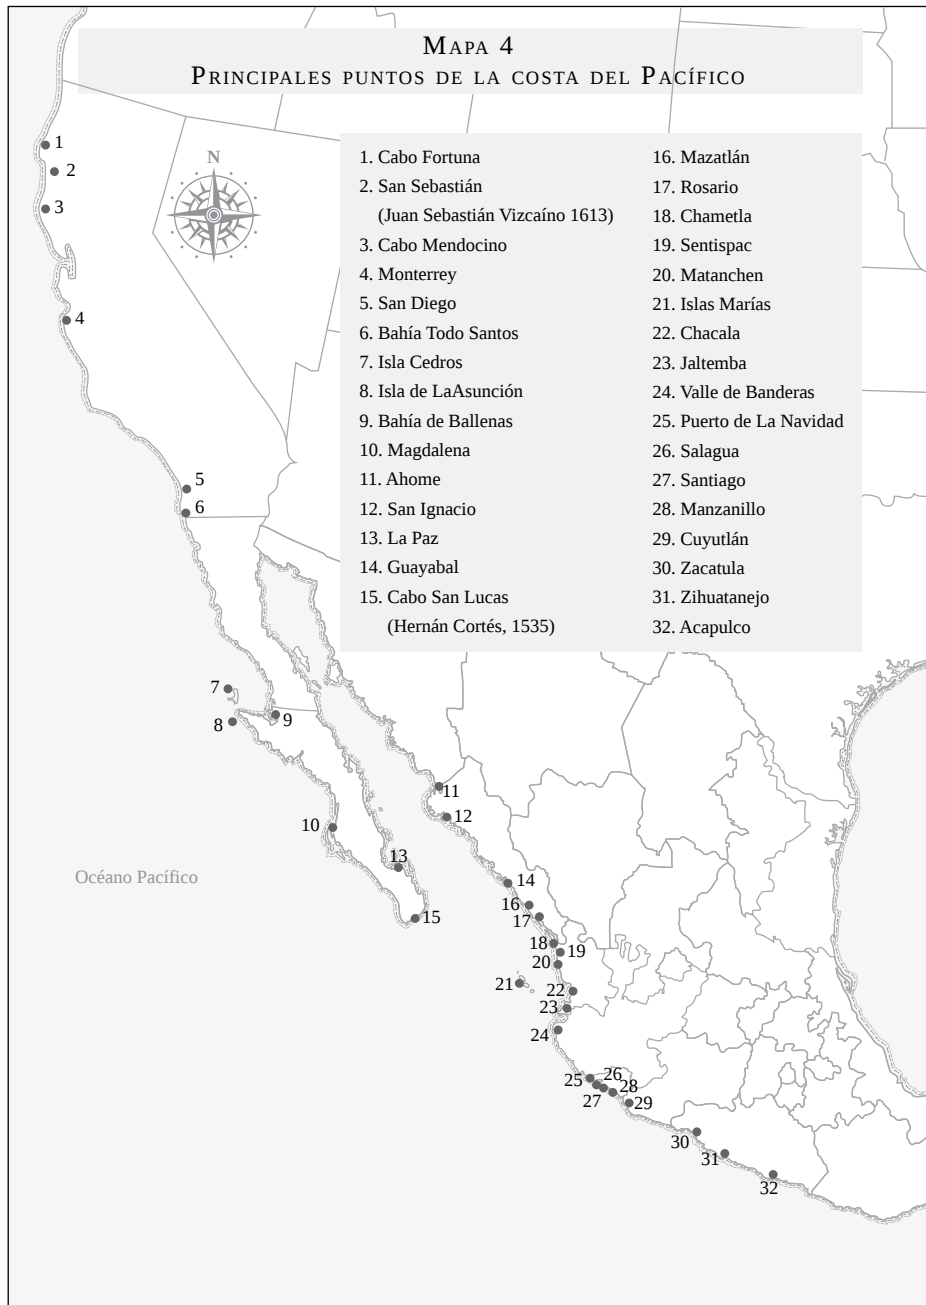 Mapa 4
Principales puntos de la costa del Pacífico
N
1. Cabo Fortuna
2. San Sebastián
(Juan Sebastián Vizcaíno 1613)
3. Cabo Mendocino
4. Monterrey
5. San Diego
6. Bahía Todo Santos
7. Isla Cedros
8. Isla de LaAsunción
9. Bahía de Ballenas
10. Magdalena
11. Ahome
12. San Ignacio
13. La Paz
14. Guayabal
15. Cabo San Lucas
(Hernán Cortés, 1535)
16. Mazatlán
17. Rosario
18. Chametla
19. Sentispac
20. Matanchen
21. Islas Marías
22. Chacala
23. Jaltemba
24. Valle de Banderas
25. Puerto de La Navidad
26. Salagua
27. Santiago
28. Manzanillo
29. Cuyutlán
30. Zacatula
31. Zihuatanejo
32. Acapulco
1
2
3
4
5
6
7
8
9
10
11
12
13
14
15
16
17
18
19
20
21
22
23
24
25
26
27
28
29
30
31
32
Océano Pacífico